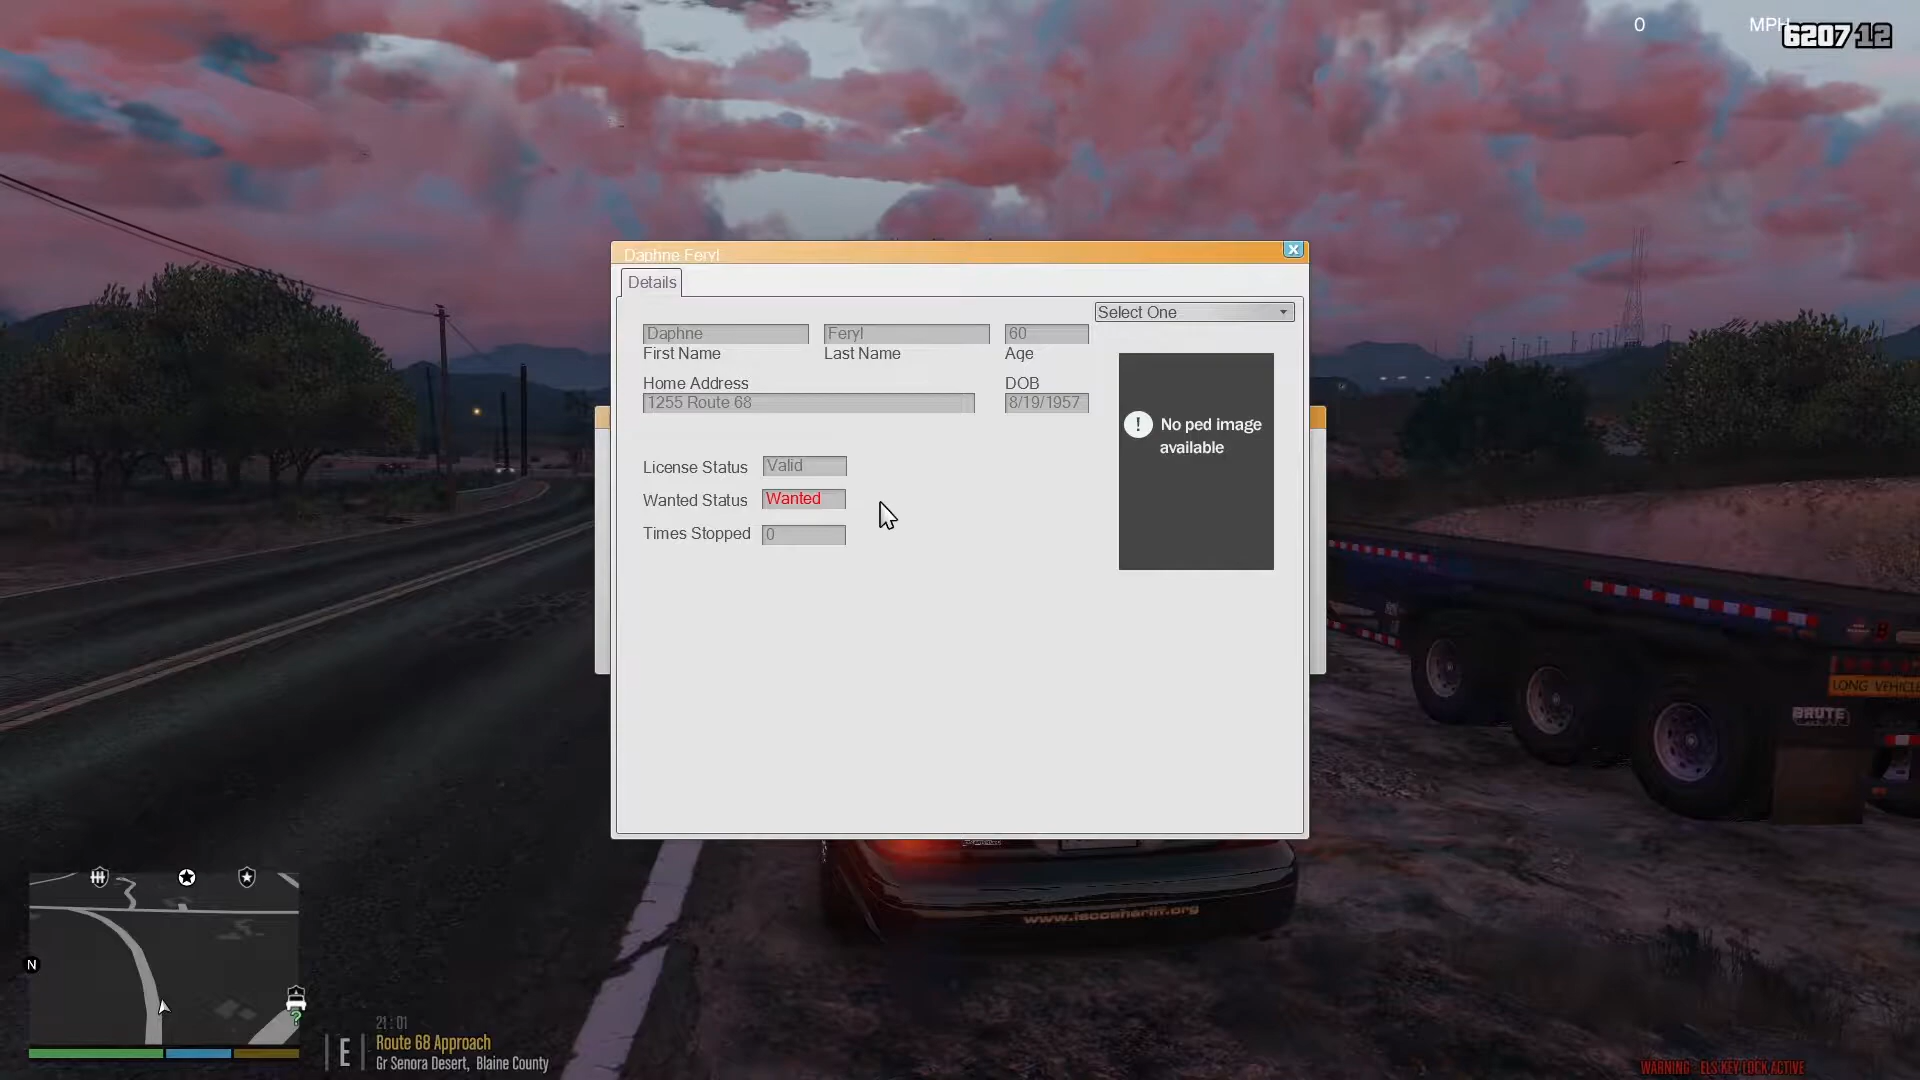 0 MPH
620712
Daphne Feryl
Details
Select One
Daphne Feryl 60
First Name Last Name Age
Home Address DOB
1255 Route 68 8/19/1957
No ped image
available
License Status Valid
Wanted Status Wanted
Times Stopped 0
LONG VEHICLE
BRUTE
www.lscosheriff.org
N
21:01
E
Route 68 Approach
Gr Senora Desert, Blaine County
WARNING: ELS KEY LOCK ACTIVE